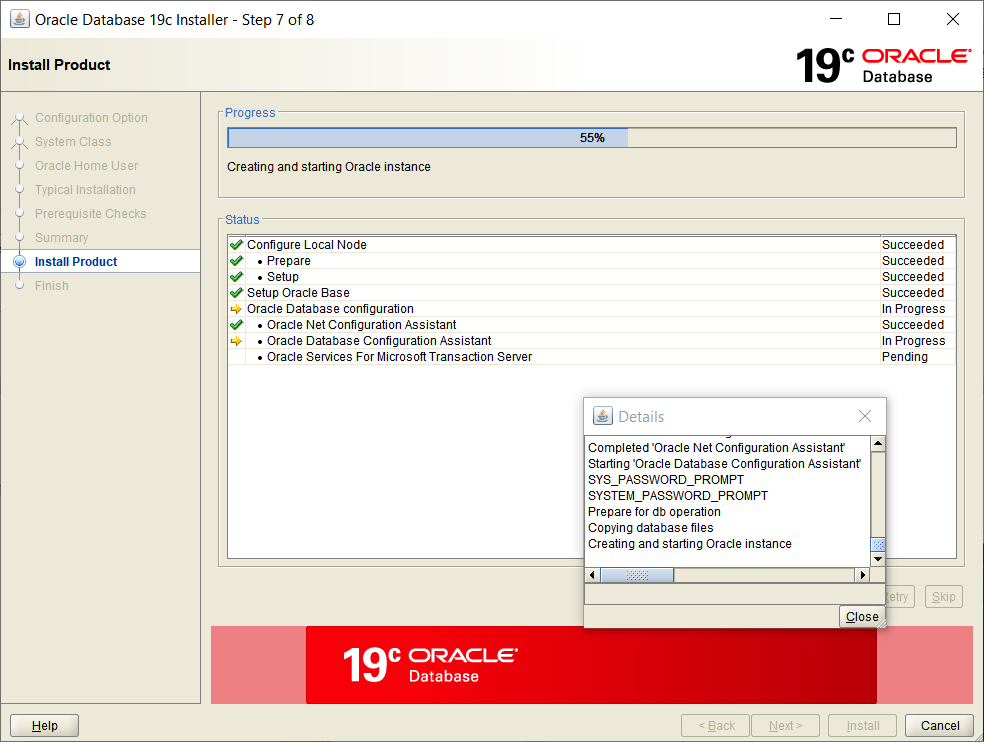 Oracle Database 19c Installer - Step 7 of 8
Install Product
19c ORACLE
Database
Configuration Option
System Class
Oracle Home User
Typical Installation
Prerequisite Checks
Summary
Install Product
Finish
Progress
55%
Creating and starting Oracle instance
Status
Configure Local Node Succeeded
• Prepare Succeeded
• Setup Succeeded
Setup Oracle Base Succeeded
Oracle Database configuration In Progress
• Oracle Net Configuration Assistant Succeeded
• Oracle Database Configuration Assistant In Progress
• Oracle Services For Microsoft Transaction Server Pending
Details
Completed 'Oracle Net Configuration Assistant'
Starting 'Oracle Database Configuration Assistant'
SYS_PASSWORD_PROMPT
SYSTEM_PASSWORD_PROMPT
Prepare for db operation
Copying database files
Creating and starting Oracle instance
Close
Skip
19c ORACLE
Database
Help
< Back
Next >
Install
Cancel